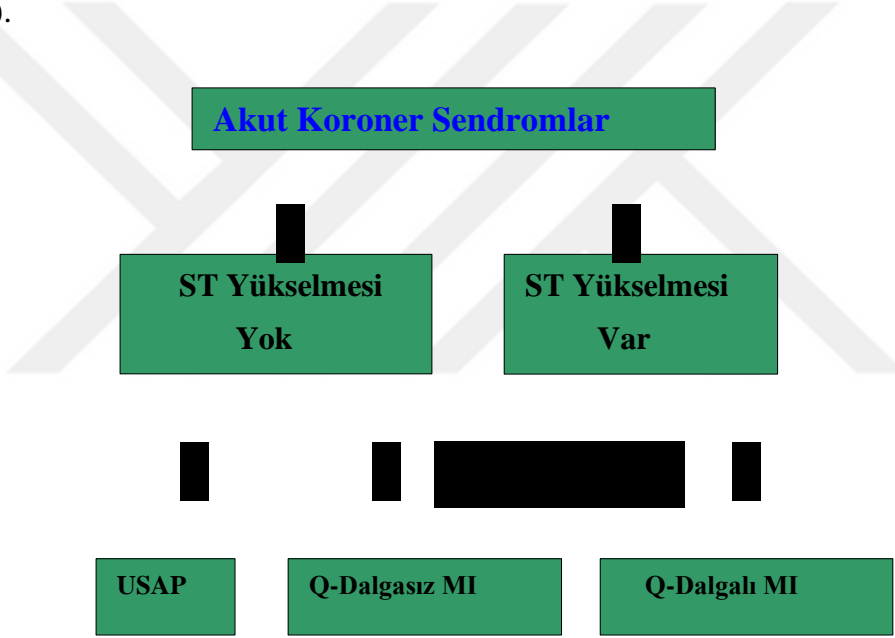 ).
Akut Koroner Sendromlar
ST Yükselmesi
Yok
ST Yükselmesi
Var
USAP
Q-Dalgasız MI
Q-Dalgalı MI